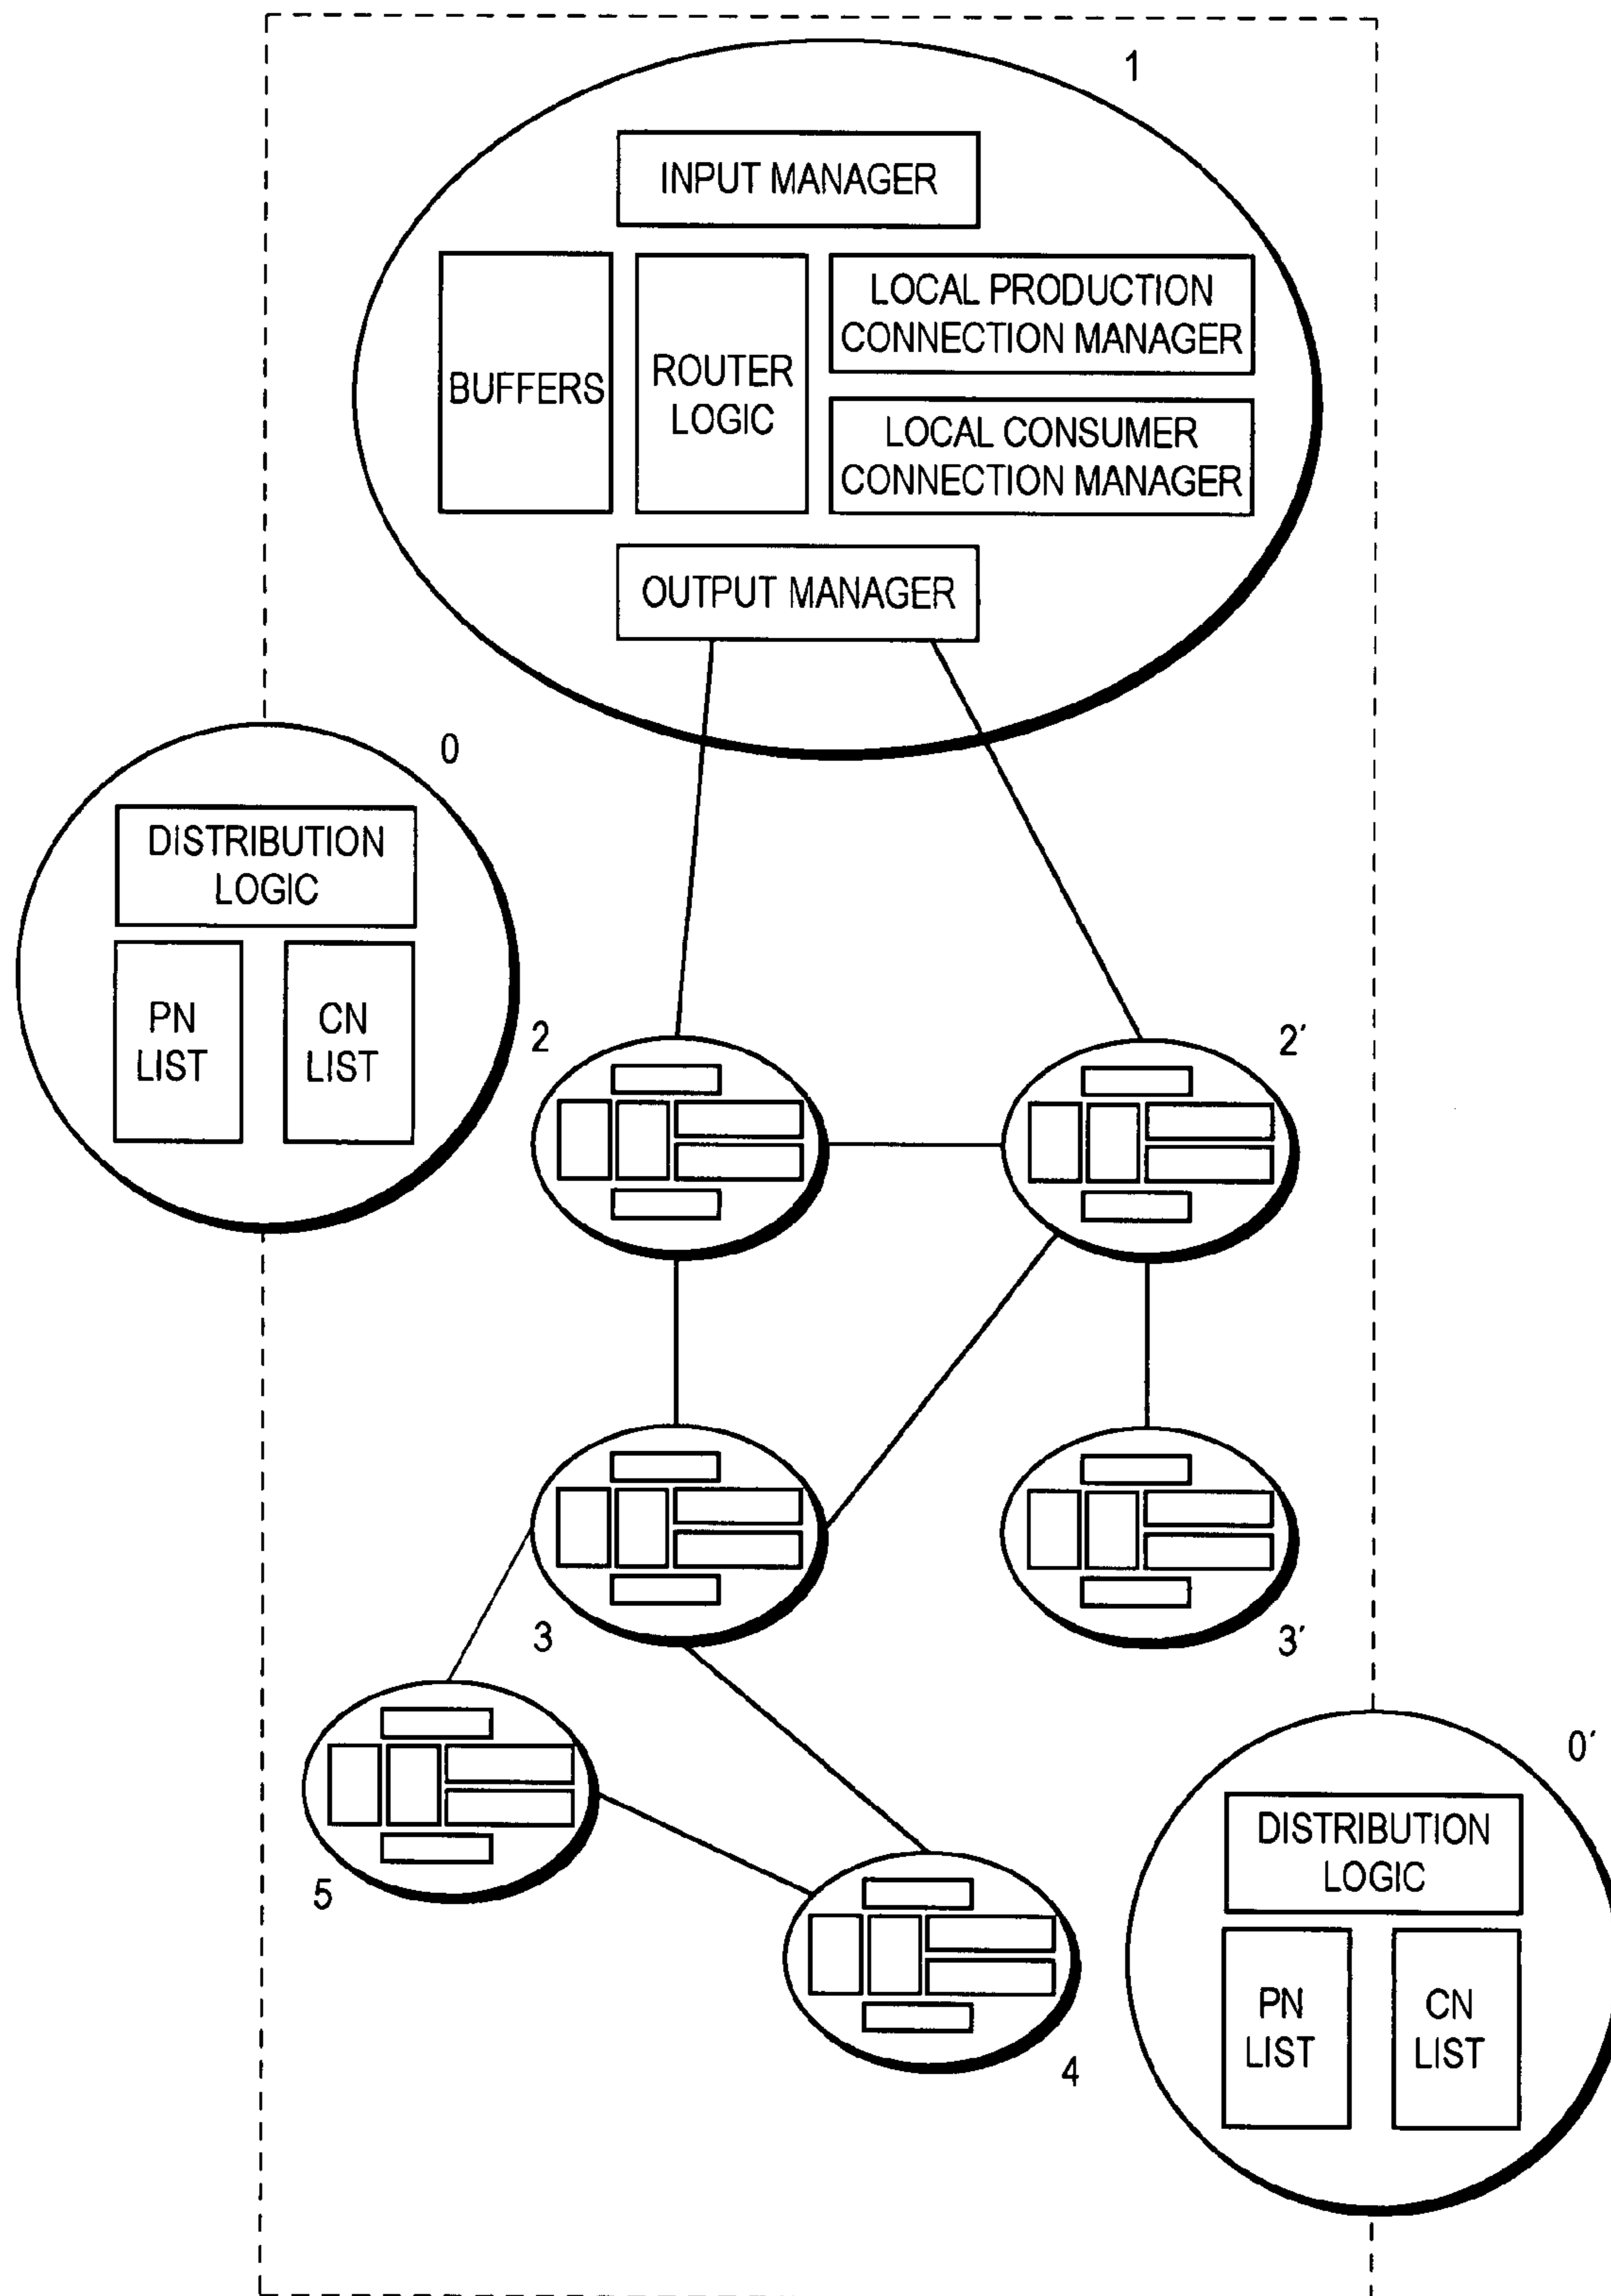 1
INPUT MANAGER
BUFFERS
ROUTER
LOGIC
LOCAL PRODUCTION
CONNECTION MANAGER
LOCAL CONSUMER
CONNECTION MANAGER
OUTPUT MANAGER
0
DISTRIBUTION
LOGIC
PN
LIST
CN
LIST
2
2′
3
3′
5
4
0′
DISTRIBUTION
LOGIC
PN
LIST
CN
LIST